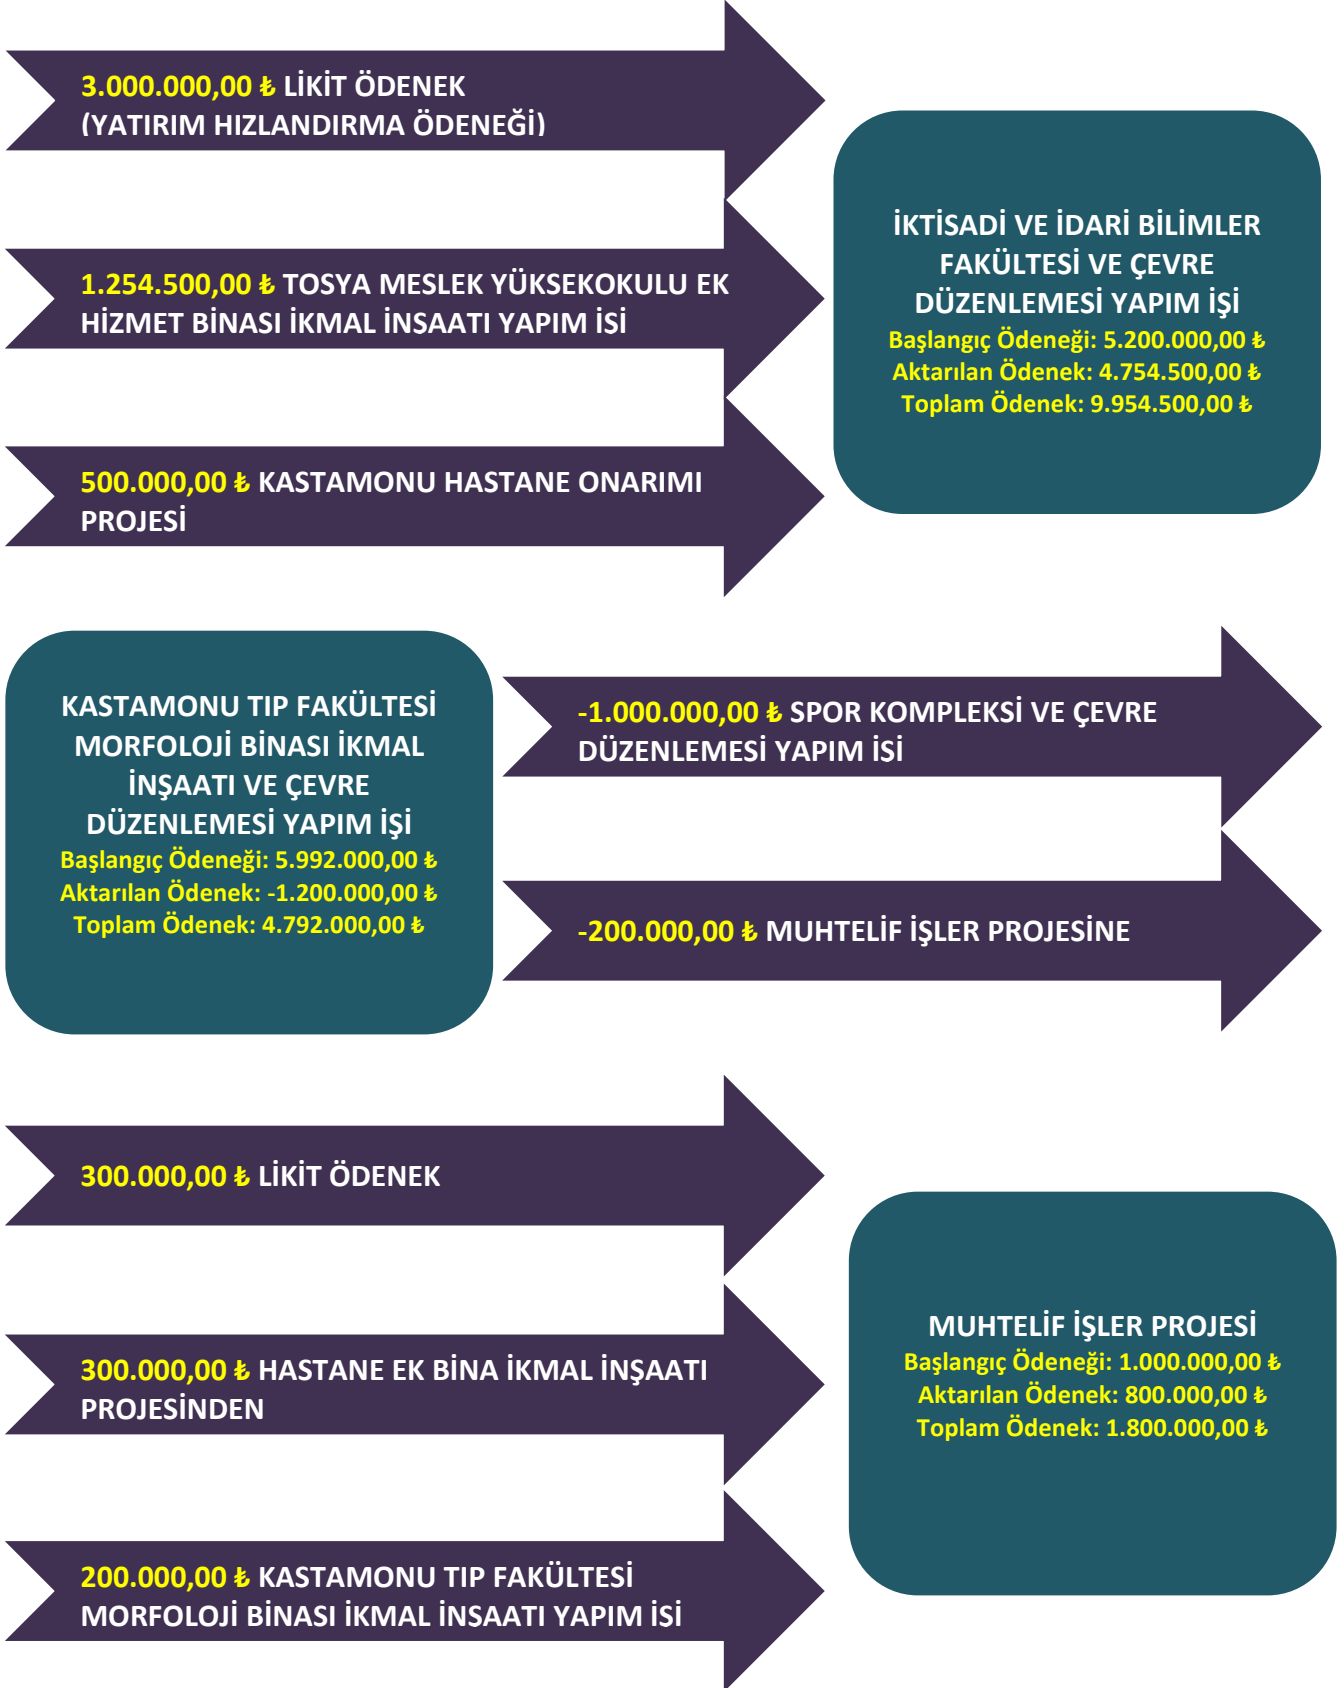 3.000.000,00 ₺ LİKİT ÖDENEK
(YATIRIM HIZLANDIRMA ÖDENEĞİ)
1.254.500,00 ₺ TOSYA MESLEK YÜKSEKOKULU EK
HİZMET BİNASI İKMAL İNŞAATI YAPIM İŞİ
500.000,00 ₺ KASTAMONU HASTANE ONARIMI
PROJESİ
İKTİSADİ VE İDARİ BİLİMLER
FAKÜLTESİ VE ÇEVRE
DÜZENLEMESİ YAPIM İŞİ
Başlangıç Ödeneği: 5.200.000,00 ₺
Aktarılan Ödenek: 4.754.500,00 ₺
Toplam Ödenek: 9.954.500,00 ₺
KASTAMONU TIP FAKÜLTESİ
MORFOLOJİ BİNASI İKMAL
İNŞAATI VE ÇEVRE
DÜZENLEMESİ YAPIM İŞİ
Başlangıç Ödeneği: 5.992.000,00 ₺
Aktarılan Ödenek: -1.200.000,00 ₺
Toplam Ödenek: 4.792.000,00 ₺
-1.000.000,00 ₺ SPOR KOMPLEKSİ VE ÇEVRE
DÜZENLEMESİ YAPIM İŞİ
-200.000,00 ₺ MUHTELİF İŞLER PROJESİNE
300.000,00 ₺ LİKİT ÖDENEK
300.000,00 ₺ HASTANE EK BİNA İKMAL İNŞAATI
PROJESİNDEN
200.000,00 ₺ KASTAMONU TIP FAKÜLTESİ
MORFOLOJİ BİNASI İKMAL İNŞAATI YAPIM İŞİ
MUHTELİF İŞLER PROJESİ
Başlangıç Ödeneği: 1.000.000,00 ₺
Aktarılan Ödenek: 800.000,00 ₺
Toplam Ödenek: 1.800.000,00 ₺